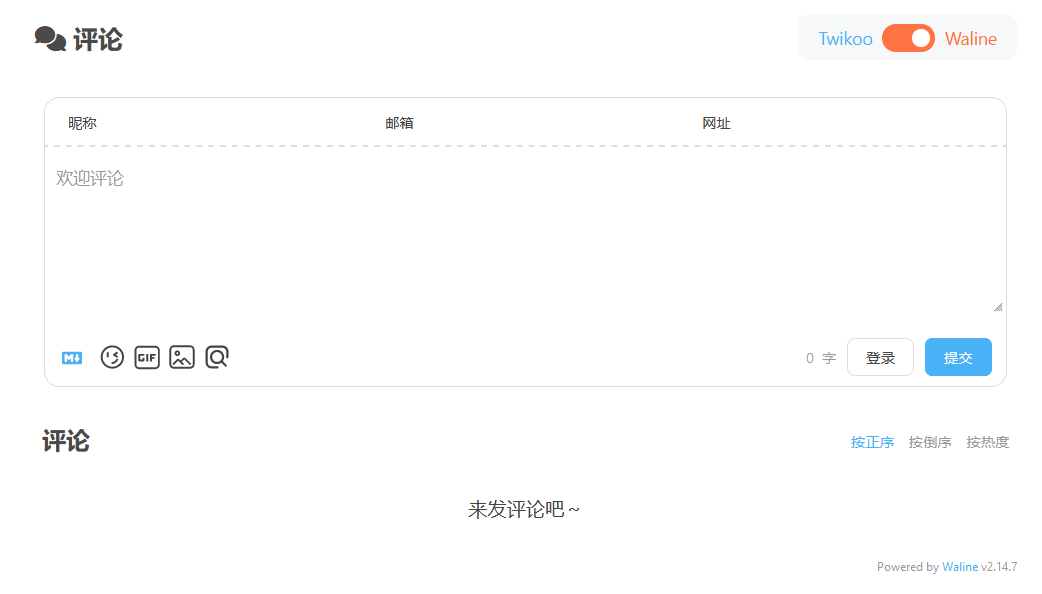 评论 Twikoo Waline
昵称 邮箱 网址
欢迎评论
M GIF 0 字 登录 提交
评论 按正序 按倒序 按热度
来发评论吧~
Powered by Waline v2.14.7